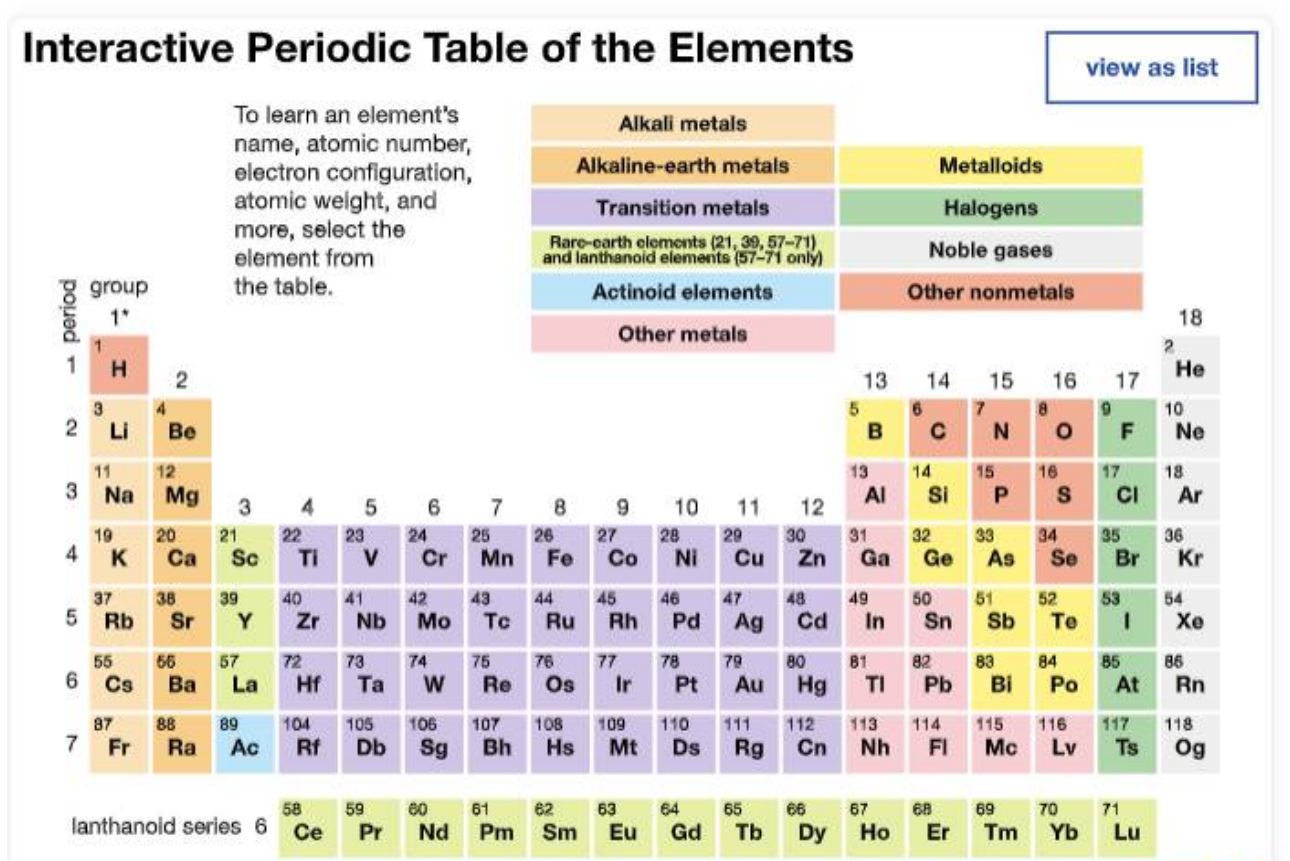 Interactive Periodic Table of the Elements
view as list
To learn an element's
name, atomic number,
electron configuration,
atomic weight, and
more, select the
element from
the table.
Alkali metals
Alkaline-earth metals
Transition metals
Rare-earth elements (21, 39, 57–71)
and lanthanoid elements (57–71 only)
Actinoid elements
Other metals
Metalloids
Halogens
Noble gases
Other nonmetals
period
group
1* 18
1 1 H 2 He
2 13 14 15 16 17
2 3 Li 4 Be 5 B 6 C 7 N 8 O 9 F 10 Ne
3 11 Na 12 Mg 13 Al 14 Si 15 P 16 S 17 Cl 18 Ar
3 4 5 6 7 8 9 10 11 12
4 19 K 20 Ca 21 Sc 22 Ti 23 V 24 Cr 25 Mn 26 Fe 27 Co 28 Ni 29 Cu 30 Zn 31 Ga 32 Ge 33 As 34 Se 35 Br 36 Kr
5 37 Rb 38 Sr 39 Y 40 Zr 41 Nb 42 Mo 43 Tc 44 Ru 45 Rh 46 Pd 47 Ag 48 Cd 49 In 50 Sn 51 Sb 52 Te 53 I 54 Xe
6 55 Cs 56 Ba 57 La 72 Hf 73 Ta 74 W 75 Re 76 Os 77 Ir 78 Pt 79 Au 80 Hg 81 Tl 82 Pb 83 Bi 84 Po 85 At 86 Rn
7 87 Fr 88 Ra 89 Ac 104 Rf 105 Db 106 Sg 107 Bh 108 Hs 109 Mt 110 Ds 111 Rg 112 Cn 113 Nh 114 Fl 115 Mc 116 Lv 117 Ts 118 Og
lanthanoid series 6 58 Ce 59 Pr 60 Nd 61 Pm 62 Sm 63 Eu 64 Gd 65 Tb 66 Dy 67 Ho 68 Er 69 Tm 70 Yb 71 Lu